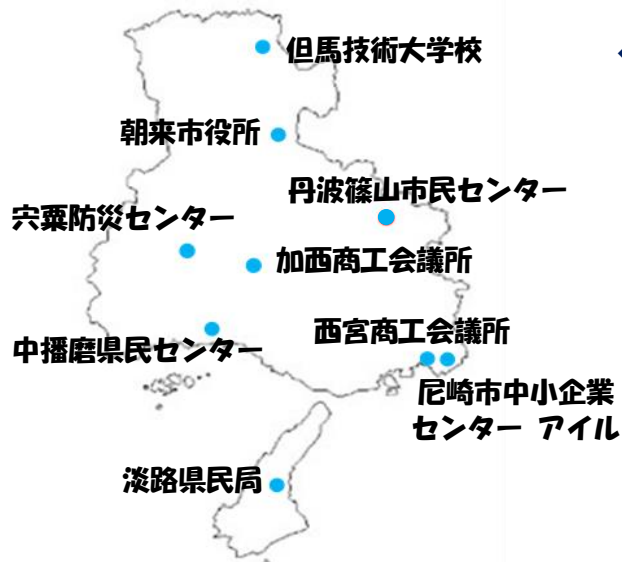 但馬技術大学校
朝来市役所
丹波篠山市民センター
宍粟防災センター
加西商工会議所
西宮商工会議所
中播磨県民センター
尼崎市中小企業
センター アイル
淡路県民局